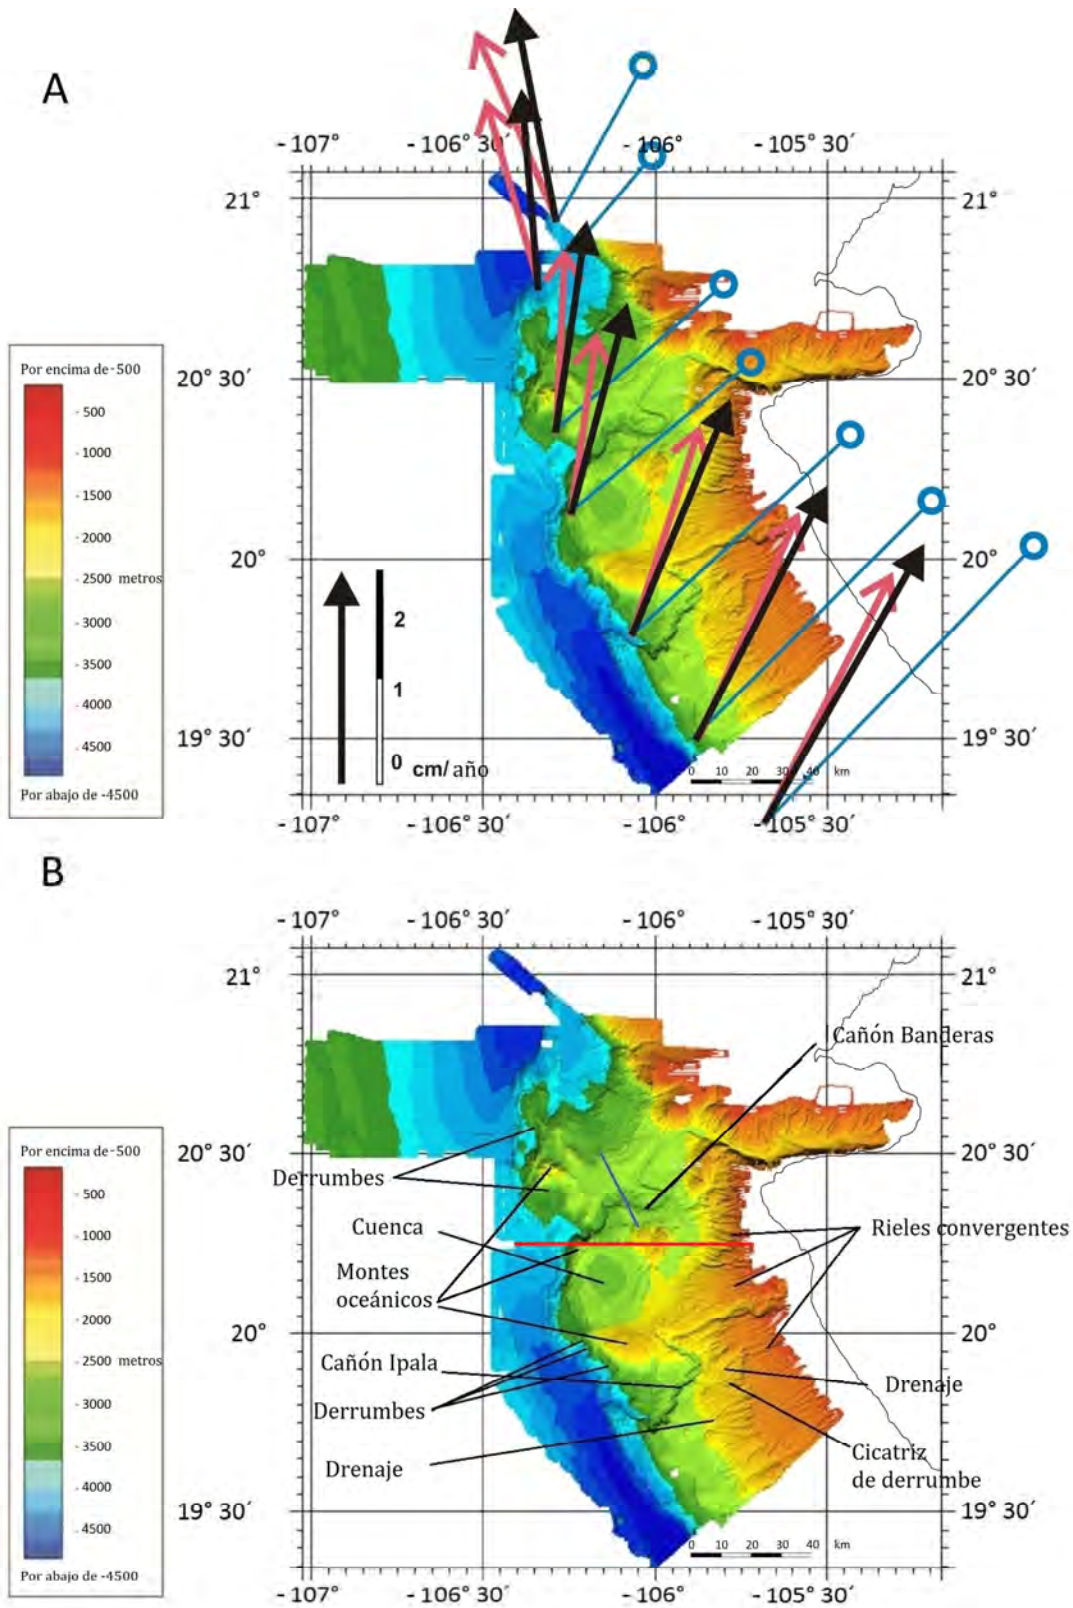 A
-107°
-106° 30′
-106°
-105° 30′
21°
21°
Por encima de-500
- 500
- 1000
- 1500
- 2000
- 2500 metros
- 3000
- 3500
- 4000
- 4500
Por abajo de -4500
20° 30′
20° 30′
20°
20°
2
1
0 cm/año
19° 30′
19° 30′
0 10 20 30 40 km
-107°
-106° 30′
-106°
-105° 30′
B
-107°
-106° 30′
-106°
-105° 30′
21°
21°
Cañón Banderas
Por encima de-500
- 500
- 1000
- 1500
- 2000
- 2500 metros
- 3000
- 3500
- 4000
- 4500
Por abajo de -4500
20° 30′
20° 30′
Derrumbes
Cuenca
Rieles convergentes
Montes
oceánicos
20°
20°
Cañón Ipala
Drenaje
Derrumbes
Drenaje
Cicatriz
de derrumbe
19° 30′
19° 30′
0 10 20 30 40 km
-107°
-106° 30′
-106°
-105° 30′